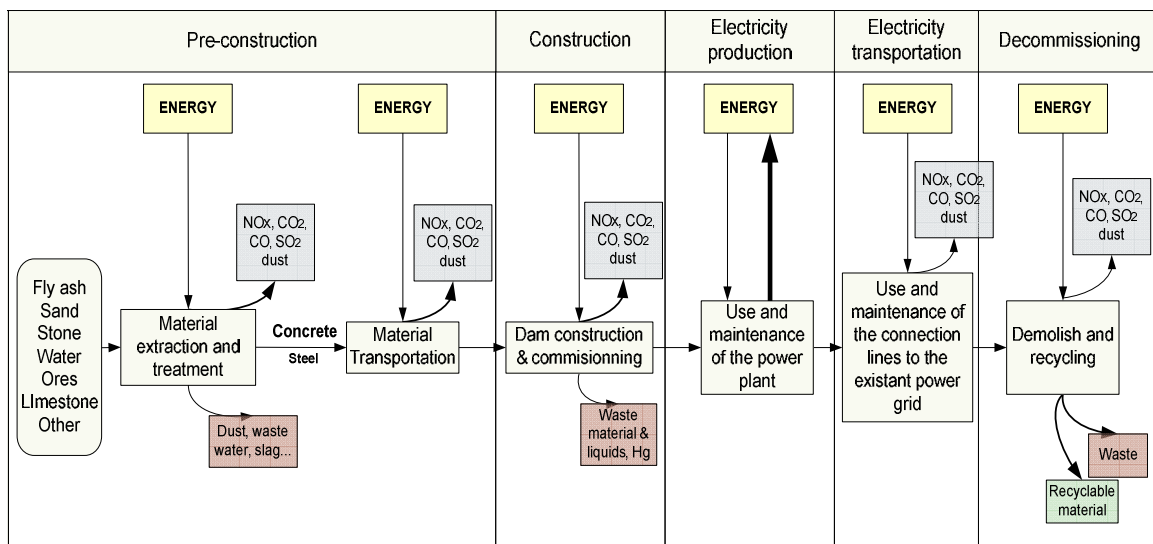 Pre-construction
Construction
Electricity
production
Electricity
transportation
Decommissioning
ENERGY
ENERGY
ENERGY
ENERGY
ENERGY
ENERGY
NOx, CO2,
CO, SO2
dust
NOx, CO2,
CO, SO2
dust
NOx, CO2,
CO, SO2
dust
NOx, CO2,
CO, SO2
dust
NOx, CO2,
CO, SO2
dust
Fly ash
Sand
Stone
Water
Ores
LImestone
Other
Material
extraction and
treatment
Concrete
Steel
Material
Transportation
Dam construction
& commisionning
Use and
maintenance
of the power
plant
Use and
maintenance of
the connection
lines to the
existant power
grid
Demolish and
recycling
Dust, waste
water, slag...
Waste
material &
liquids, Hg
Waste
Recyclable
material